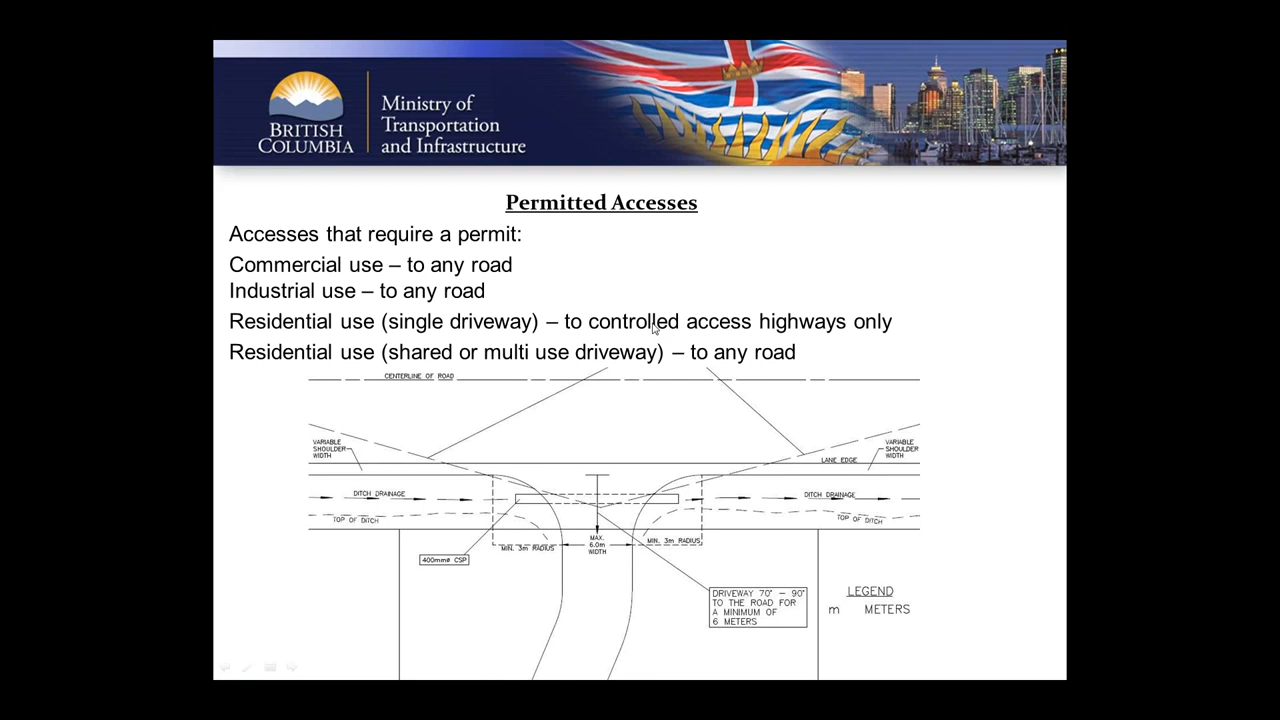 BRITISH
COLUMBIA
Ministry of
Transportation
and Infrastructure
Permitted Accesses
Accesses that require a permit:
Commercial use – to any road
Industrial use – to any road
Residential use (single driveway) – to controlled access highways only
Residential use (shared or multi use driveway) – to any road
CENTERLINE OF ROAD
VARIABLE
SHOULDER
WIDTH
VARIABLE
SHOULDER
WIDTH
LANE EDGE
DITCH DRAINAGE
DITCH DRAINAGE
TOP OF DITCH
TOP OF DITCH
MIN. 3m RADIUS
MAX.
6.0m
WIDTH
MIN. 3m RADIUS
400mmø CSP
DRIVEWAY 70° – 90°
TO THE ROAD FOR
A MINIMUM OF
6 METERS
LEGEND
m METERS